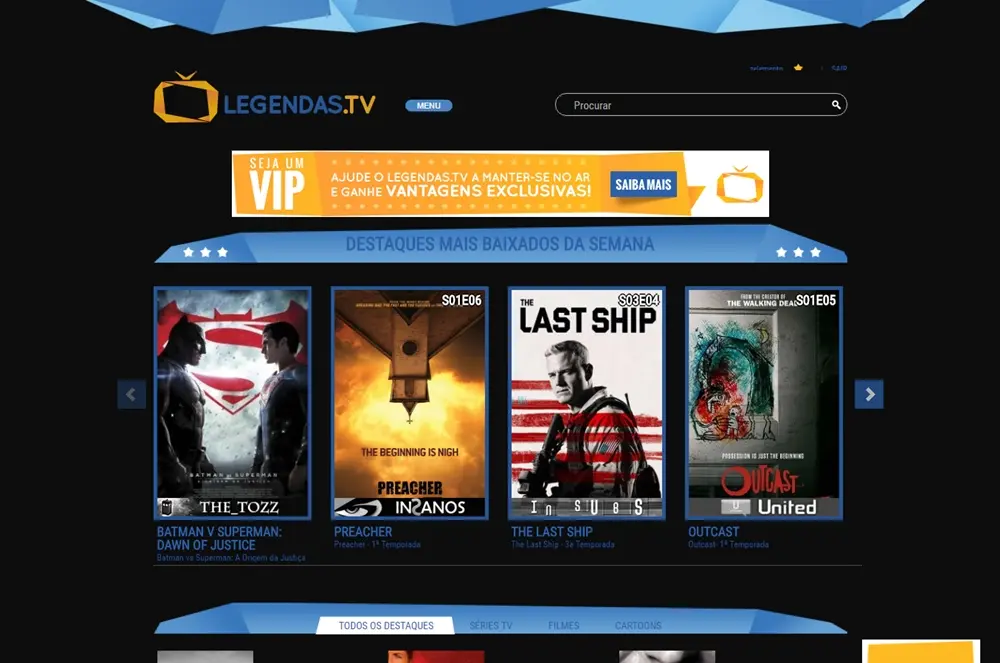 LEGENDAS.TV
MENU
Procurar
SEJA UM
VIP
AJUDE O LEGENDAS.TV A MANTER-SE NO AR
E GANHE VANTAGENS EXCLUSIVAS!
SAIBA MAIS
DESTAQUES MAIS BAIXADOS DA SEMANA
BATMAN V SUPERMAN
THE_TOZZ
S01E06
THE BEGINNING IS NIGH
PREACHER
INSANOS
S03E04
THE
LAST SHIP
InSUBS
FROM THE CREATOR OF
THE WALKING DEAD
S01E05
POSSESSION IS JUST THE BEGINNING
OUTCAST
United
BATMAN V SUPERMAN:
DAWN OF JUSTICE
Batman vs Superman: A Origem da Justiça
PREACHER
Preacher - 1ª Temporada
THE LAST SHIP
The Last Ship - 3ª Temporada
OUTCAST
Outcast- 1ª Temporada
TODOS OS DESTAQUES
SÉRIES TV
FILMES
CARTOONS